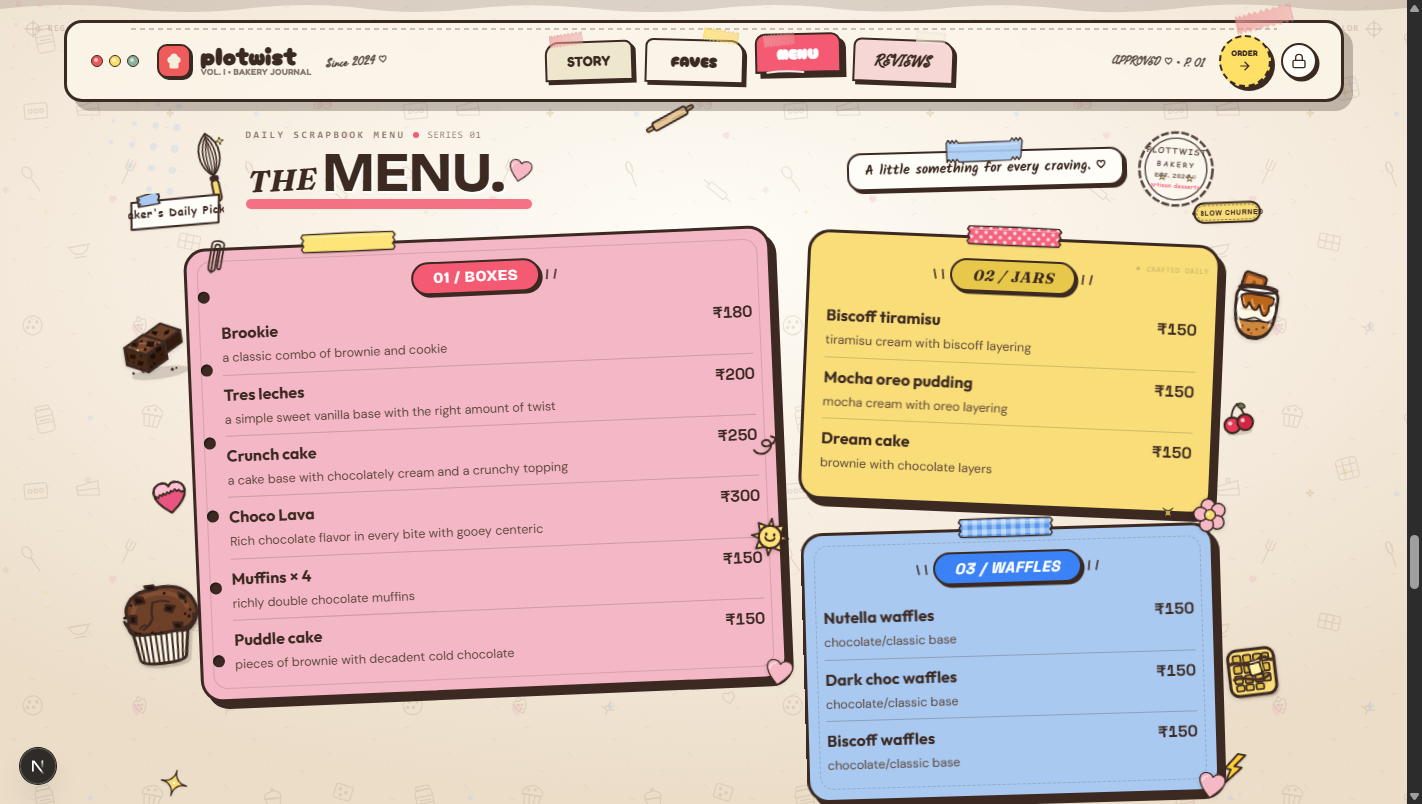 REG
LOR
plotwist
VOL. I • BAKERY JOURNAL
Since 2024 ♡
STORY
FAVES
MENU
REVIEWS
APPROVED ♡ • P. 01
ORDER →
DAILY SCRAPBOOK MENU • SERIES 01
THE MENU.
aker's Daily Pick
A little something for every craving. ♡
PLOTTWIST
BAKERY
artisan desserts
SLOW CHURNED
01 / BOXES
Brookie ₹180
a classic combo of brownie and cookie
Tres leches ₹200
a simple sweet vanilla base with the right amount of twist
Crunch cake ₹250
a cake base with chocolately cream and a crunchy topping
Choco Lava ₹300
Rich chocolate flavor in every bite with gooey centeric
Muffins × 4 ₹150
richly double chocolate muffins
Puddle cake ₹150
pieces of brownie with decadent cold chocolate
02 / JARS
✦ CRAFTED DAILY
Biscoff tiramisu ₹150
tiramisu cream with biscoff layering
Mocha oreo pudding ₹150
mocha cream with oreo layering
Dream cake ₹150
brownie with chocolate layers
03 / WAFFLES
Nutella waffles ₹150
chocolate/classic base
Dark choc waffles ₹150
chocolate/classic base
Biscoff waffles ₹150
chocolate/classic base
N